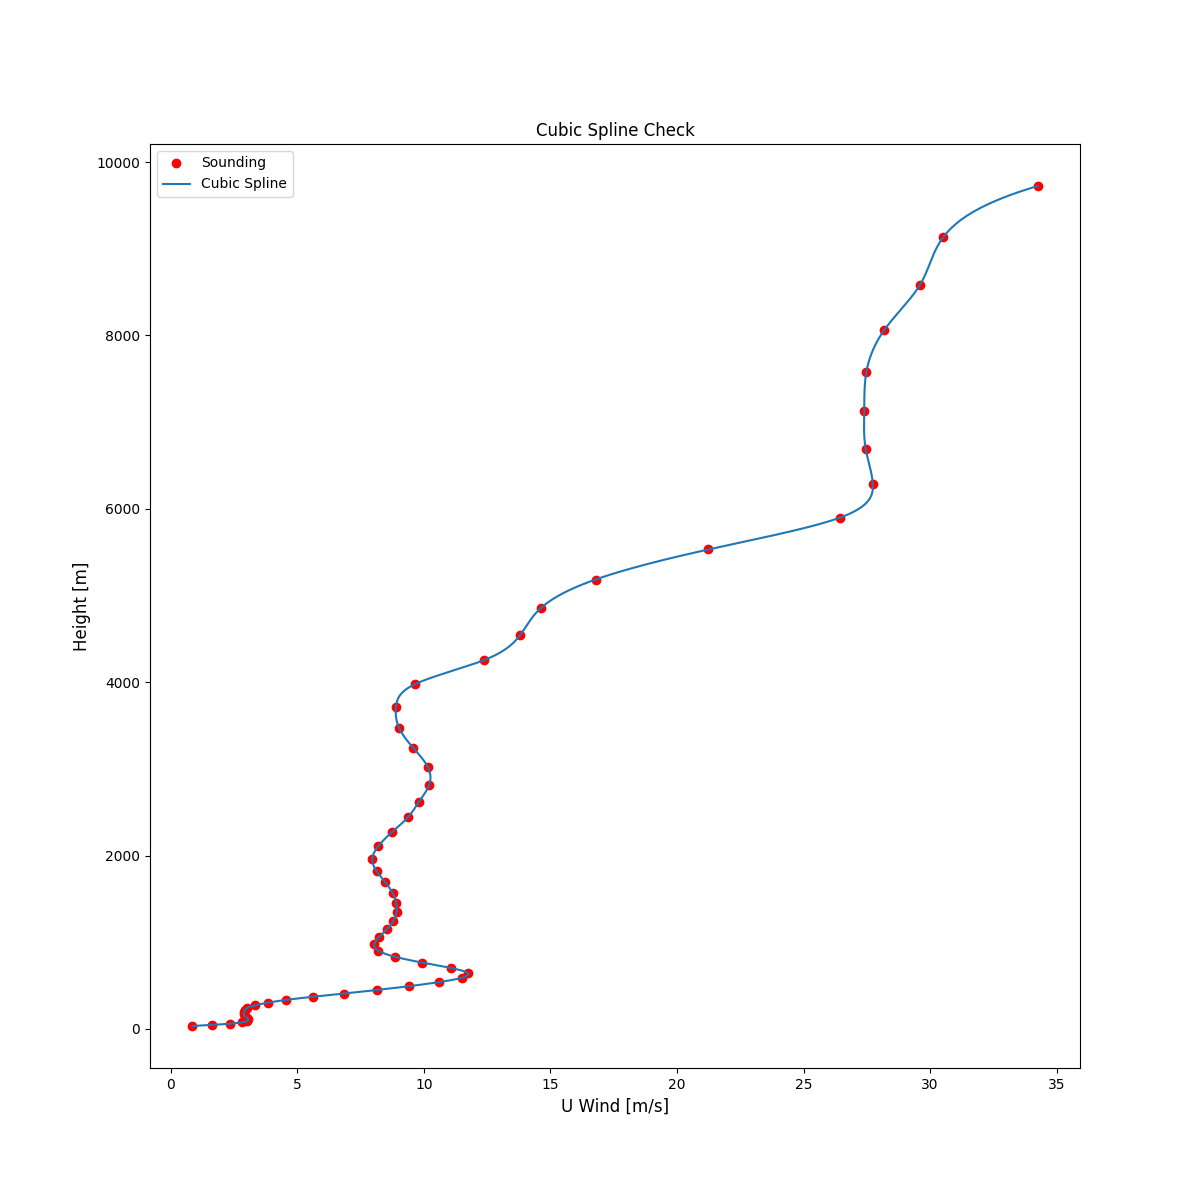 Cubic Spline Check
Sounding
Cubic Spline
10000
8000
6000
4000
2000
0
Height [m]
0 5 10 15 20 25 30 35
U Wind [m/s]